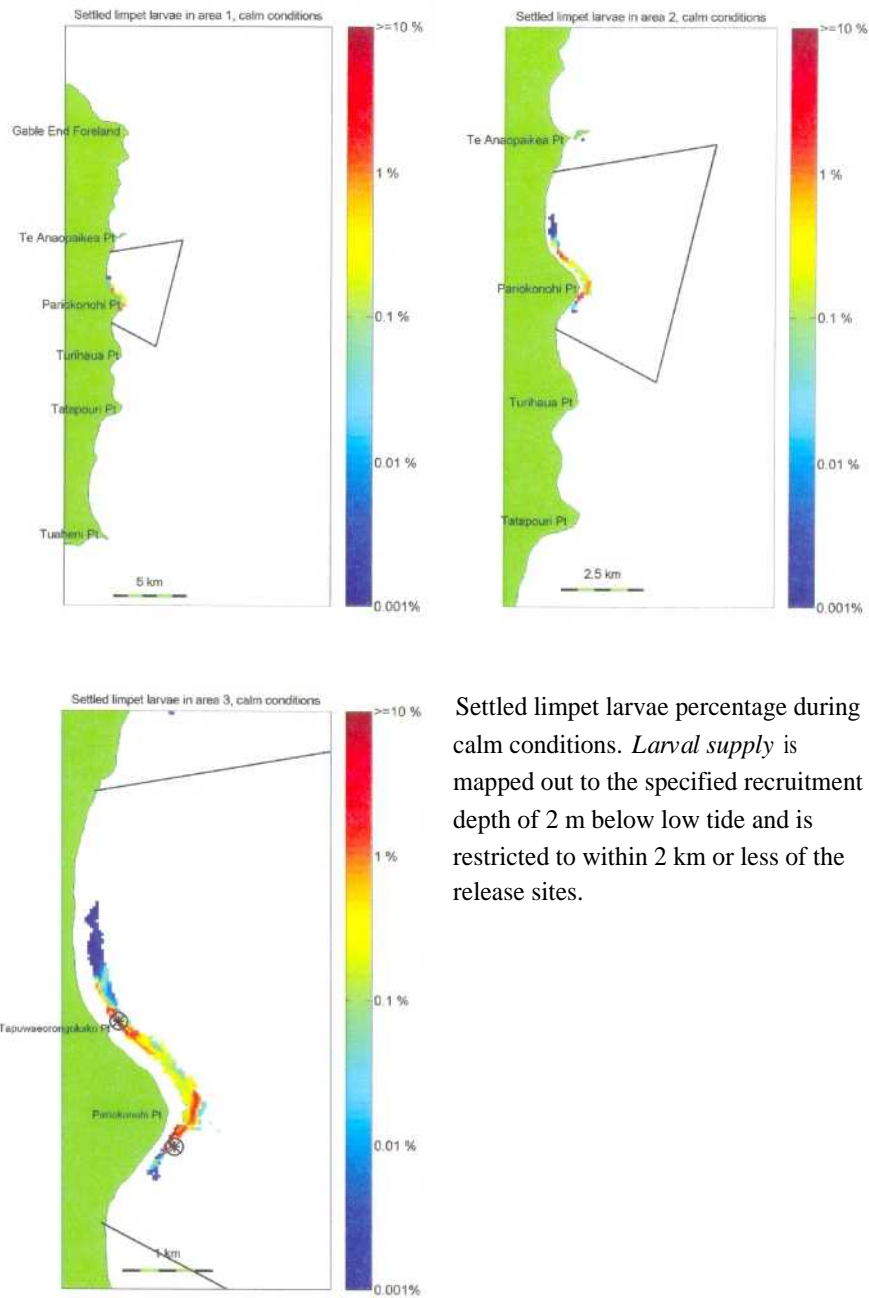 Settled limpet larvae in area 1, calm conditions
>=10 %
Gable End Foreland
1 %
Te Anaopaikea Pt
Pariokonohi Pt
0.1 %
Turihaua Pt
Tatapouri Pt
0.01 %
Tuaheni Pt
5 km
0.001%
Settled limpet larvae in area 2, calm conditions
>=10 %
Te Anaopaikea Pt
1 %
Pariokonohi Pt
0.1 %
Turihaua Pt
0.01 %
Tatapouri Pt
2.5 km
0.001%
Settled limpet larvae in area 3, calm conditions
>=10 %
1 %
0.1 %
Tapuwaeorongokako Pt
Pariokonohi Pt
0.01 %
1 km
0.001%
Settled limpet larvae percentage during
calm conditions. Larval supply is
mapped out to the specified recruitment
depth of 2 m below low tide and is
restricted to within 2 km or less of the
release sites.